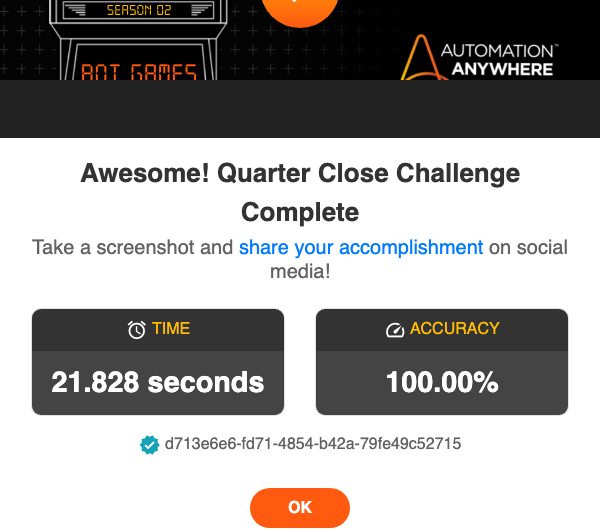 SEASON 02
BOT GAMES
AUTOMATION™
ANYWHERE
Awesome! Quarter Close Challenge
Complete
Take a screenshot and share your accomplishment on social
media!
TIME
ACCURACY
21.828 seconds
100.00%
d713e6e6-fd71-4854-b42a-79fe49c52715
OK